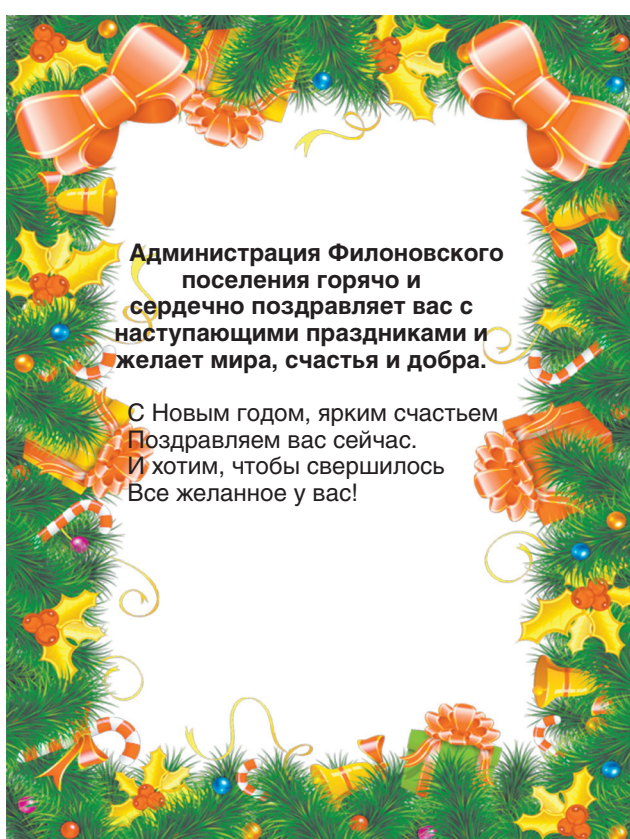 Администрация Филоновского
поселения горячо и
сердечно поздравляет вас с
наступающими праздниками и
желает мира, счастья и добра.
С Новым годом, ярким счастьем
Поздравляем вас сейчас.
И хотим, чтобы свершилось
Все желанное у вас!